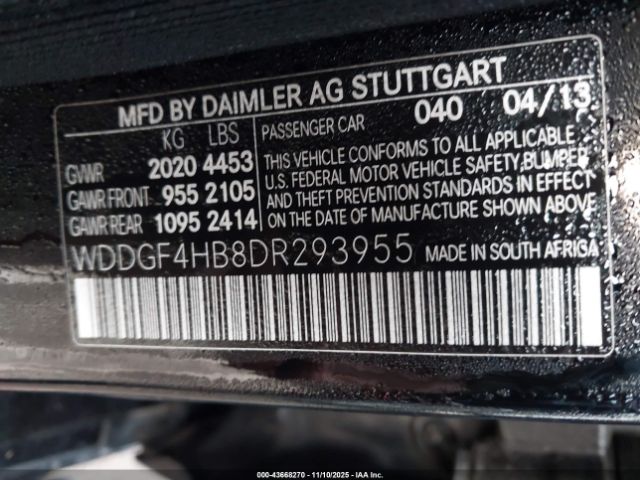 MFD BY DAIMLER AG STUTTGART
KG LBS PASSENGER CAR 040 04/13
GVWR 2020 4453
GAWR FRONT 955 2105
GAWR REAR 1095 2414
THIS VEHICLE CONFORMS TO ALL APPLICABLE
U.S. FEDERAL MOTOR VEHICLE SAFETY, BUMPER
AND THEFT PREVENTION STANDARDS IN EFFECT
ON THE DATE OF MANUFACTURE SHOWN ABOVE
WDDGF4HB8DR293955 MADE IN SOUTH AFRICA
000-43668270 - 11/10/2025 - IAA Inc.